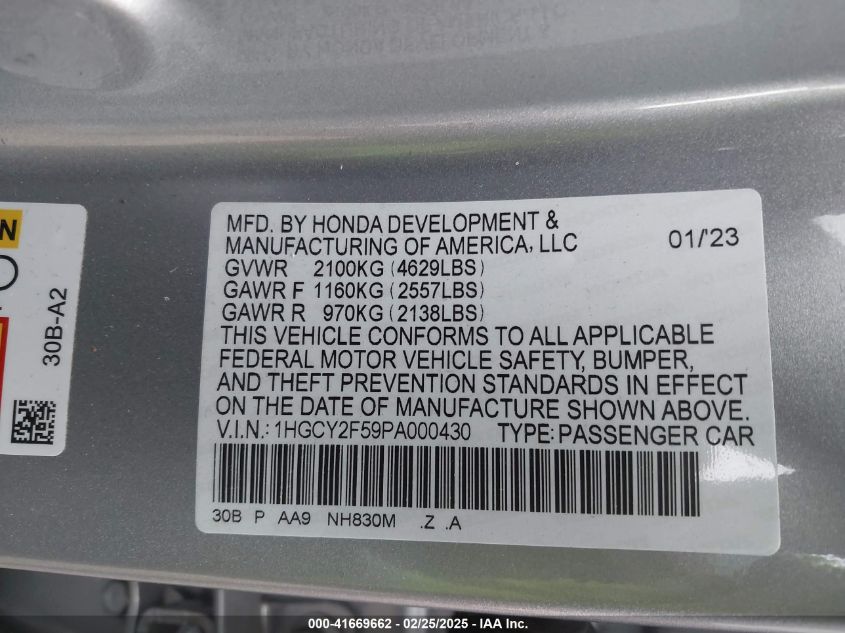 MFD. BY HONDA DEVELOPMENT &
MANUFACTURING OF AMERICA, LLC 01/'23
GVWR 2100KG (4629LBS)
GAWR F 1160KG (2557LBS)
GAWR R 970KG (2138LBS)
THIS VEHICLE CONFORMS TO ALL APPLICABLE
FEDERAL MOTOR VEHICLE SAFETY, BUMPER,
AND THEFT PREVENTION STANDARDS IN EFFECT
ON THE DATE OF MANUFACTURE SHOWN ABOVE.
V.I.N.: 1HGCY2F59PA000430 TYPE: PASSENGER CAR
30B P AA9 NH830M .Z .A
30B-A2
000-41669662 - 02/25/2025 - IAA Inc.